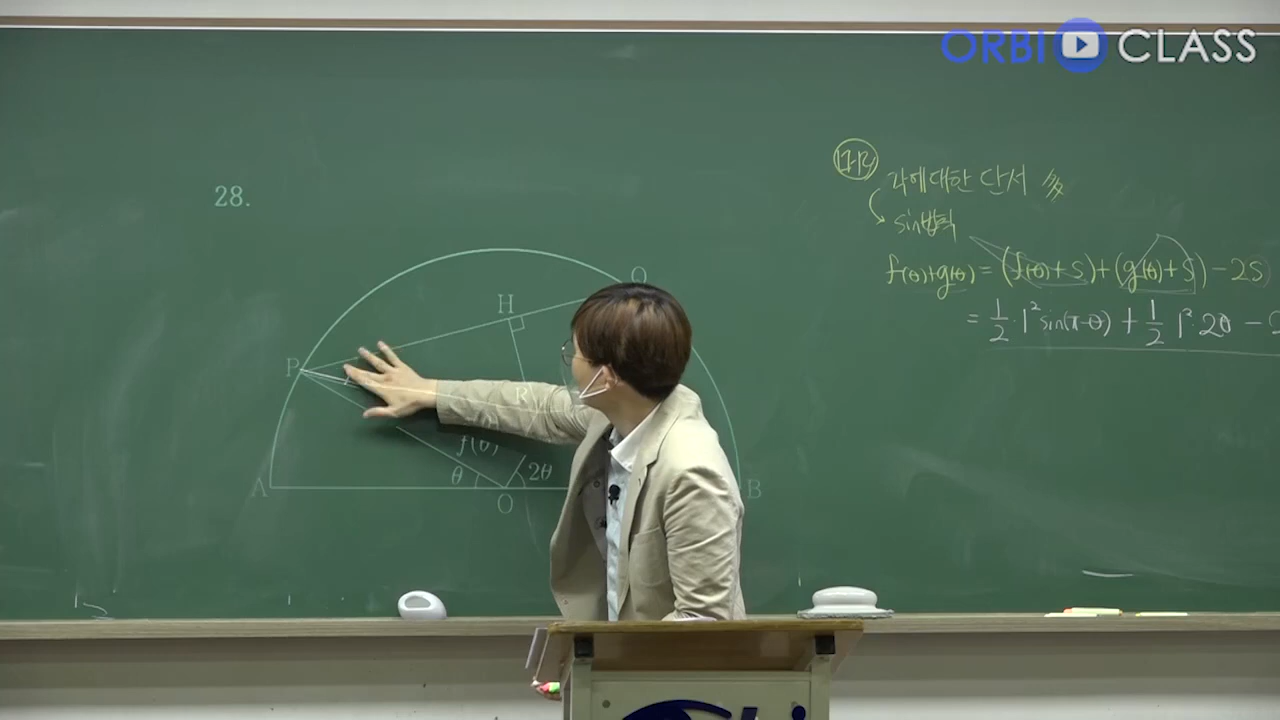 ORBI CLASS
28.
각에 대한 단서 多
sin법칙
f(θ)+g(θ) = (f(θ)+S)+(g(θ)+S)-2S
= 1/2·1² sin(π-θ) + 1/2 1²·2θ -
H
Q
P
R
f(θ)
θ
2θ
A
O
B